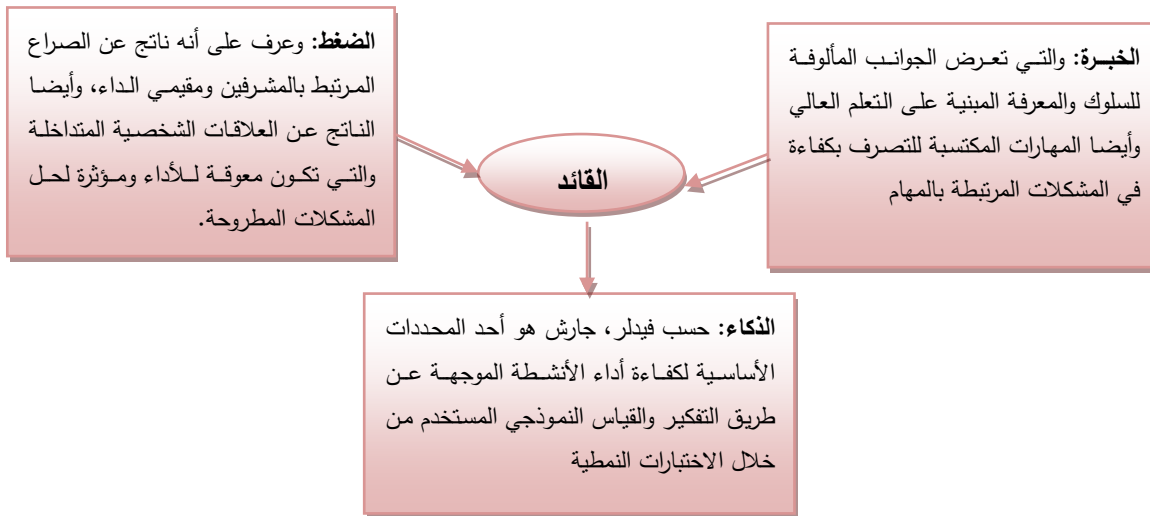 الخبرة: والتي تعرض الجوانب المألوفة
للسلوك والمعرفة المبنية على التعلم العالي
وأيضا المهارات المكتسبة للتصرف بكفاءة
في المشكلات المرتبطة بالمهام
الضغط: وعرف على أنه ناتج عن الصراع
المرتبط بالمشرفين ومقيمي الداء، وأيضا
الناتج عن العلاقات الشخصية المتداخلة
والتي تكون معوقة للأداء ومؤثرة لحل
المشكلات المطروحة.
القائد
الذكاء: حسب فيدلر، جارش هو أحد المحددات
الأساسية لكفاءة أداء الأنشطة الموجهة عن
طريق التفكير والقياس النموذجي المستخدم من
خلال الاختبارات النمطية